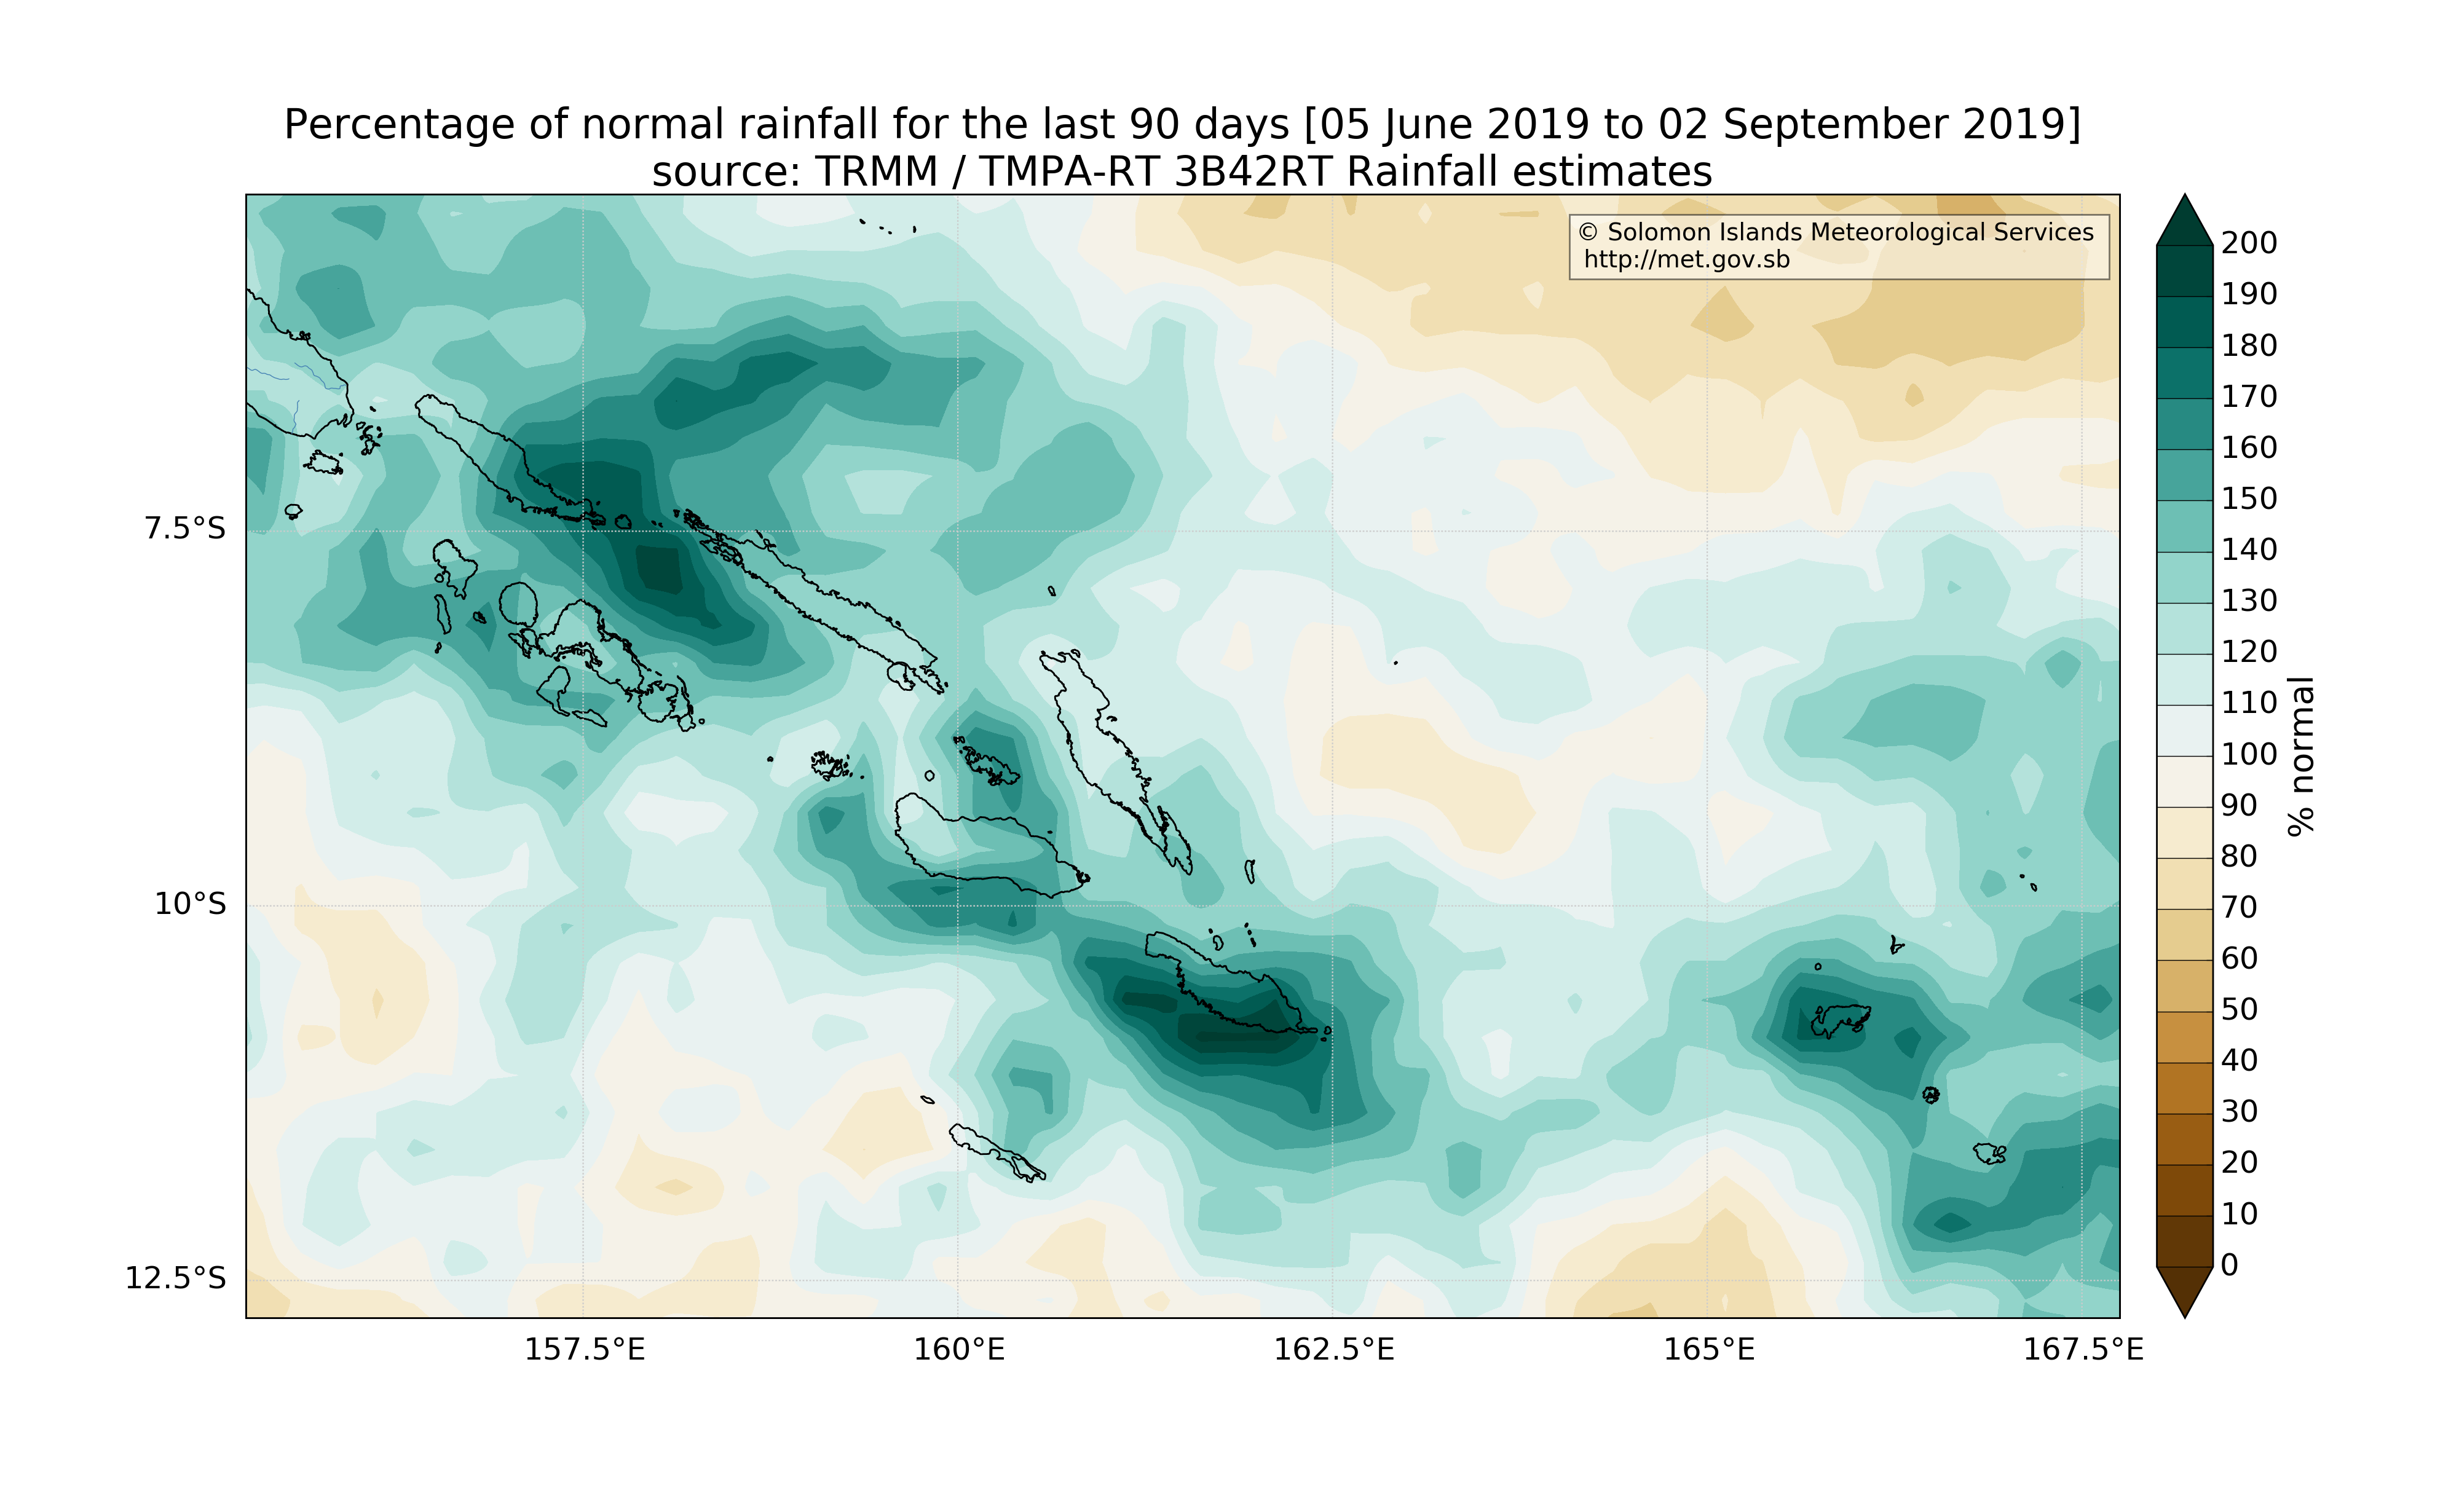 Percentage of normal rainfall for the last 90 days [05 June 2019 to 02 September 2019]
source: TRMM / TMPA-RT 3B42RT Rainfall estimates
© Solomon Islands Meteorological Services
http://met.gov.sb
7.5°S
10°S
12.5°S
157.5°E
160°E
162.5°E
165°E
167.5°E
200
190
180
170
160
150
140
130
120
110
100
90
80
70
60
50
40
30
20
10
0
% normal